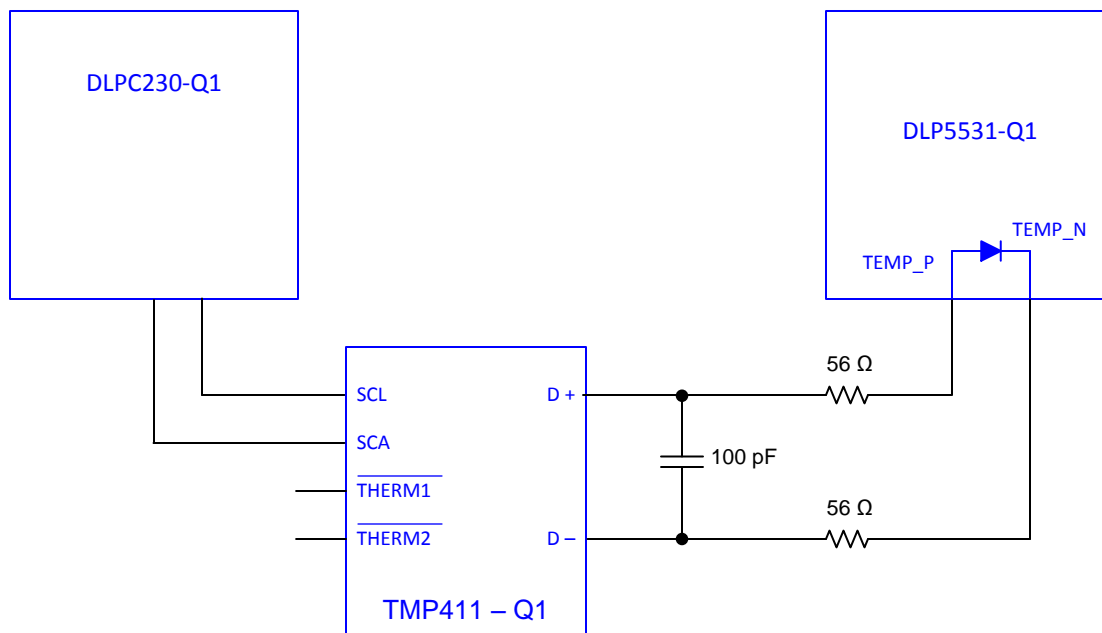 DLPC230-Q1
DLP5531-Q1
TEMP_N
TEMP_P
56 Ω
SCL
D +
SCA
100 pF
THERM1
56 Ω
THERM2
D –
TMP411 – Q1